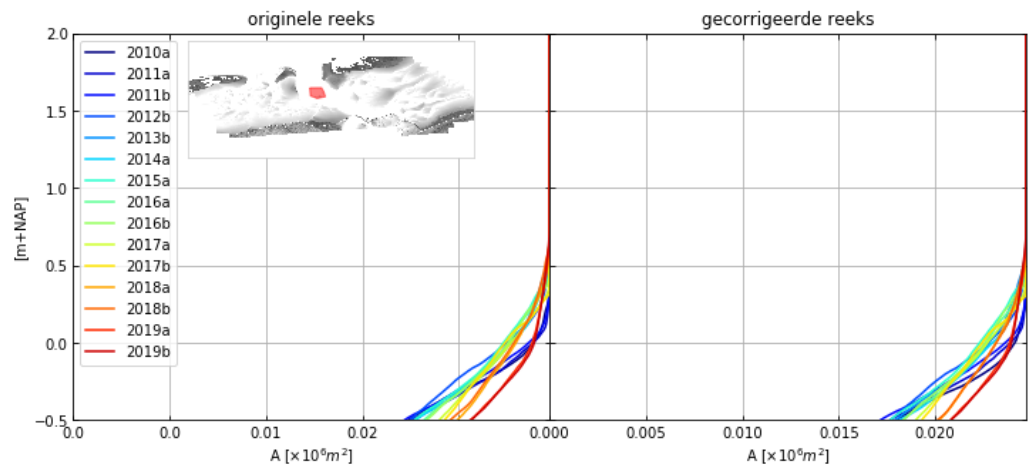 originele reeks
gecorrigeerde reeks
2.0
1.5
1.0
0.5
0.0
−0.5
[m+NAP]
2010a
2011a
2011b
2012b
2013b
2014a
2015a
2016a
2016b
2017a
2017b
2018a
2018b
2019a
2019b
0.0 0.0 0.01 0.02 0.000 0.005 0.010 0.015 0.020
A [×10⁶m²]
A [×10⁶m²]